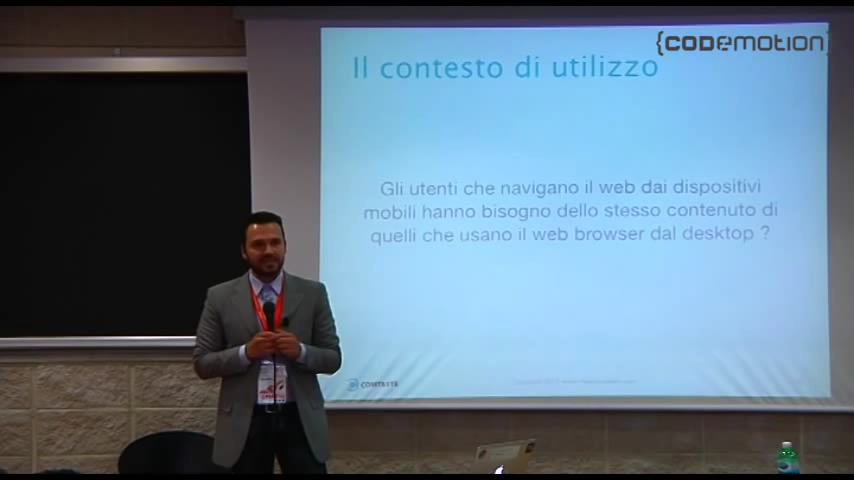 {CODEMOTION}
Il contesto di utilizzo
Gli utenti che navigano il web dai dispositivi
mobili hanno bisogno dello stesso contenuto di
quelli che usano il web browser dal desktop ?